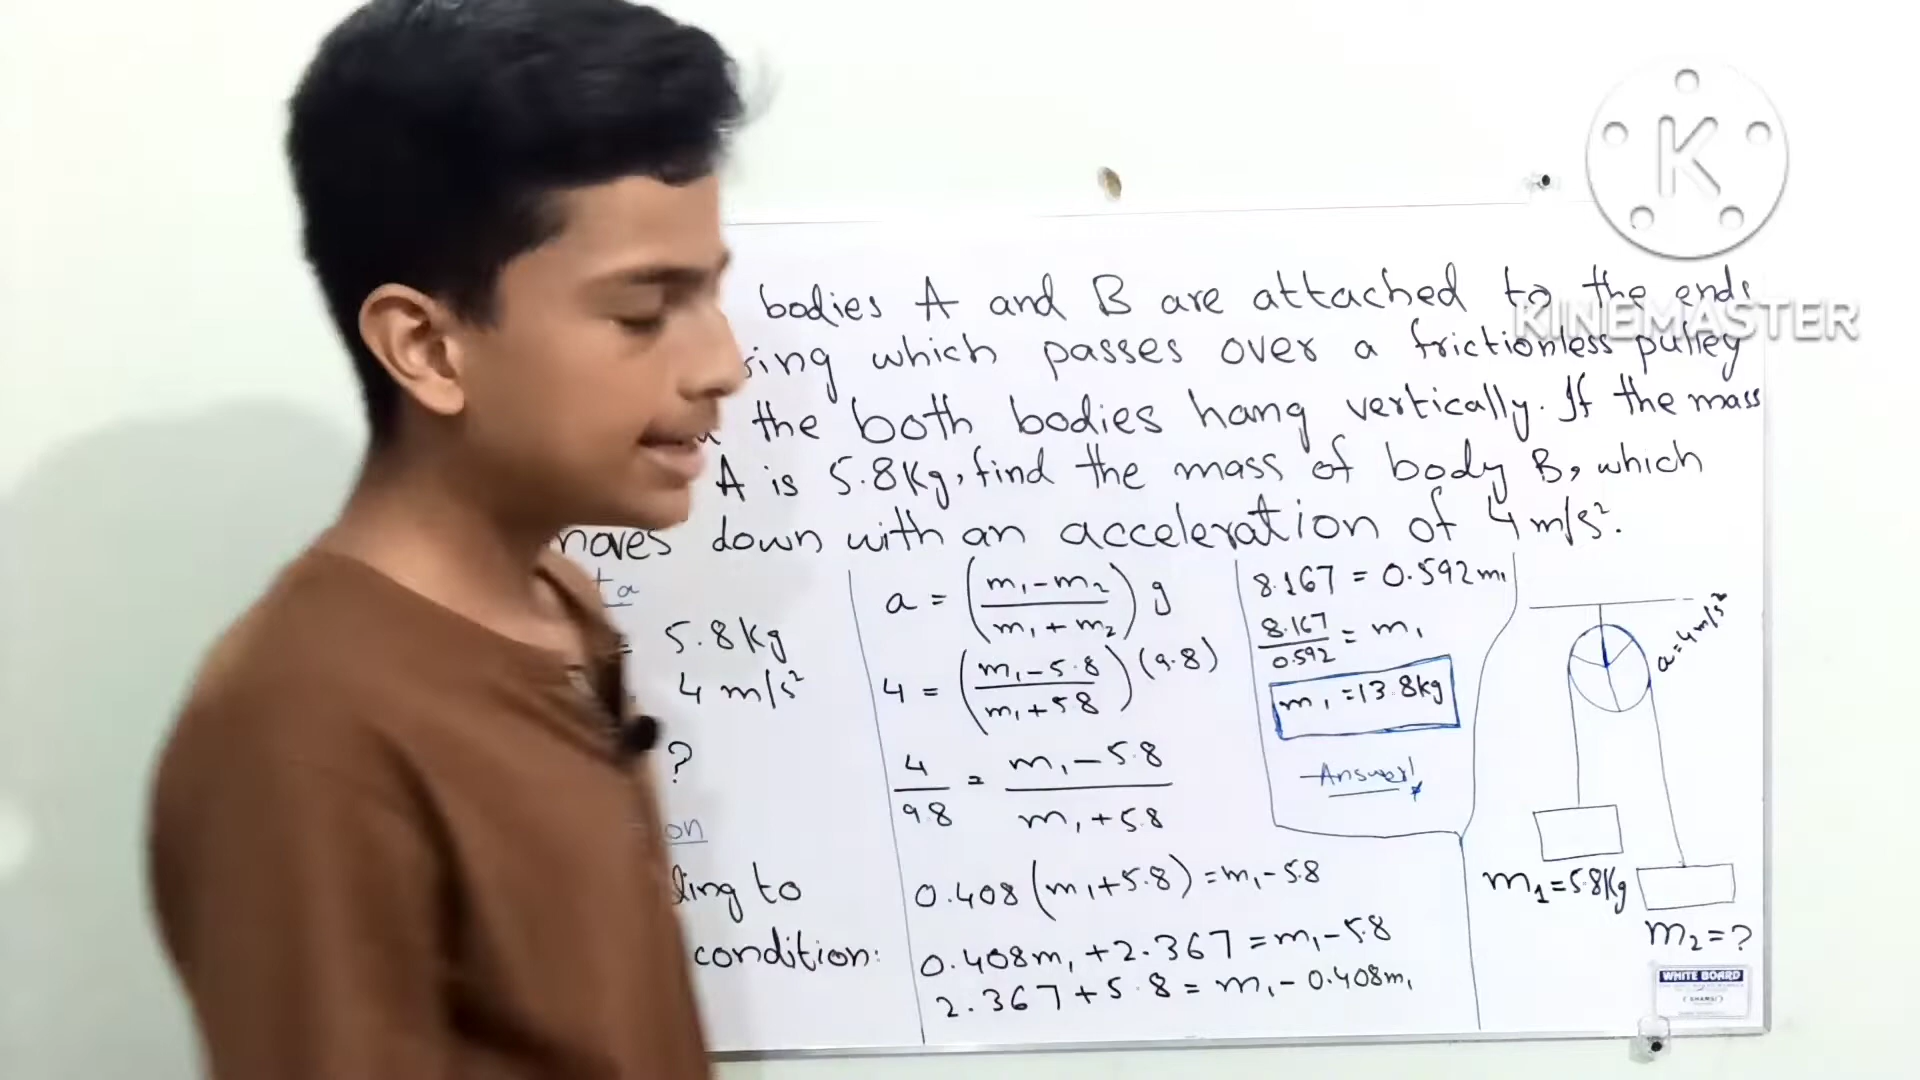 bodies A and B are attached to the ends
ring which passes over a frictionless pulley
the both bodies hang vertically. If the mass
A is 5.8Kg, find the mass of body B, which
moves down with an acceleration of 4 m/s².
ta
= 5.8kg
4 m/s²
?
on
ding to
condition:
a = (m₁ - m₂ / m₁ + m₂) g
4 = (m₁ - 5.8 / m₁ + 5.8) (9.8)
4 / 9.8 = m₁ - 5.8 / m₁ + 5.8
0.408 (m₁ + 5.8) = m₁ - 5.8
0.408m₁ + 2.367 = m₁ - 5.8
2.367 + 5.8 = m₁ - 0.408m₁
8.167 = 0.592m₁
8.167 / 0.592 = m₁
m₁ = 13.8kg
Answer!
a = 4 m/s²
m₁ = 5.8Kg
m₂ = ?
WHITE BOARD
K
KINEMASTER